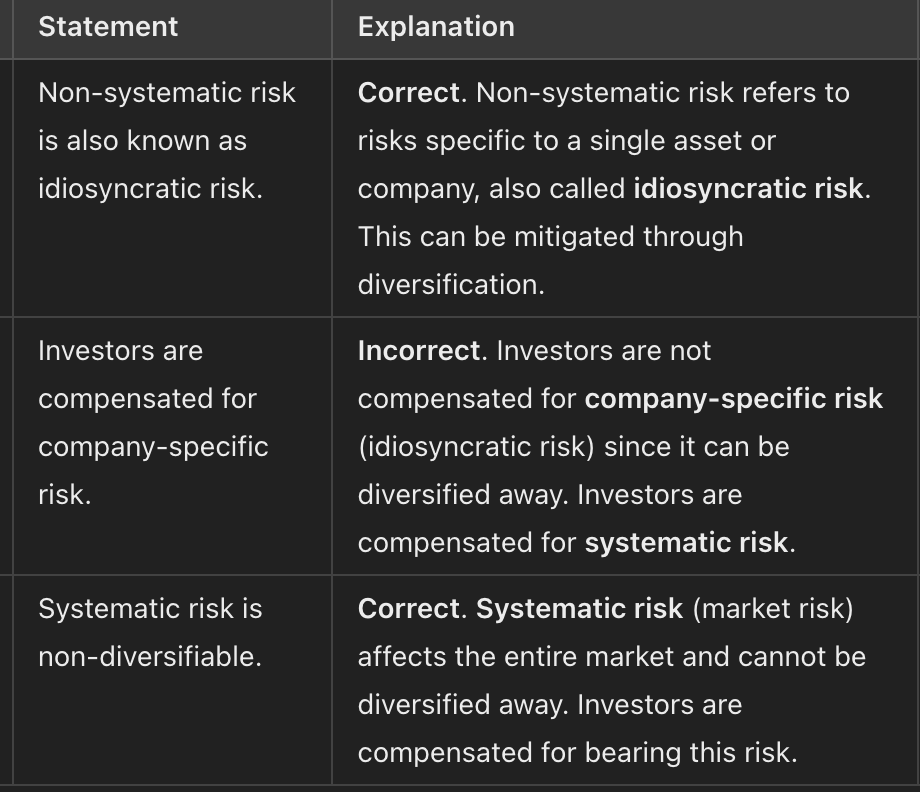 Statement
Explanation
Non-systematic risk
is also known as
idiosyncratic risk.
Correct. Non-systematic risk refers to
risks specific to a single asset or
company, also called idiosyncratic risk.
This can be mitigated through
diversification.
Investors are
compensated for
company-specific
risk.
Incorrect. Investors are not
compensated for company-specific risk
(idiosyncratic risk) since it can be
diversified away. Investors are
compensated for systematic risk.
Systematic risk is
non-diversifiable.
Correct. Systematic risk (market risk)
affects the entire market and cannot be
diversified away. Investors are
compensated for bearing this risk.